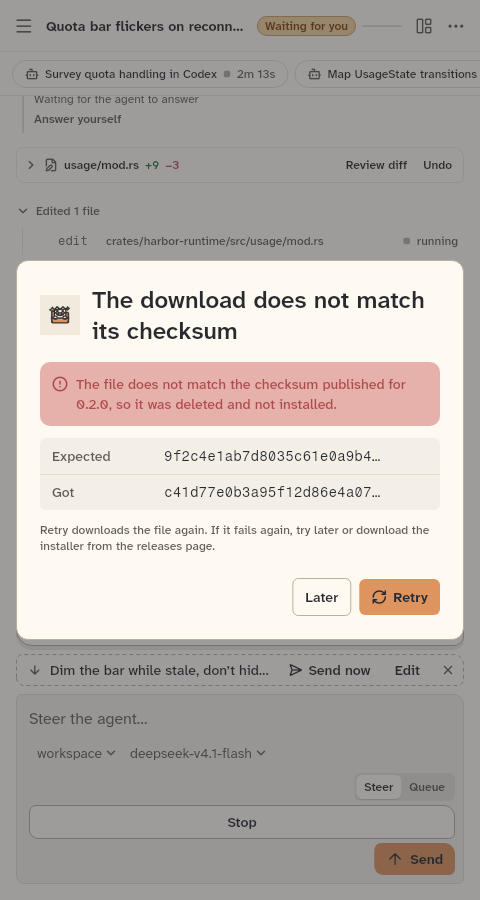 Quota bar flickers on reconn...
Waiting for you
Survey quota handling in Codex 2m 13s
Map UsageState transitions
Waiting for the agent to answer
Answer yourself
usage/mod.rs +9 −3
Review diff
Undo
Edited 1 file
edit crates/harbor-runtime/src/usage/mod.rs running
The download does not match
its checksum
The file does not match the checksum published for
0.2.0, so it was deleted and not installed.
Expected 9f2c4e1ab7d8035c61e0a9b4…
Got c41d77e0b3a95f12d86e4a07…
Retry downloads the file again. If it fails again, try later or download the
installer from the releases page.
Later
Retry
Dim the bar while stale, don't hid...
Send now
Edit
Steer the agent...
workspace
deepseek-v4.1-flash
Steer
Queue
Stop
Send